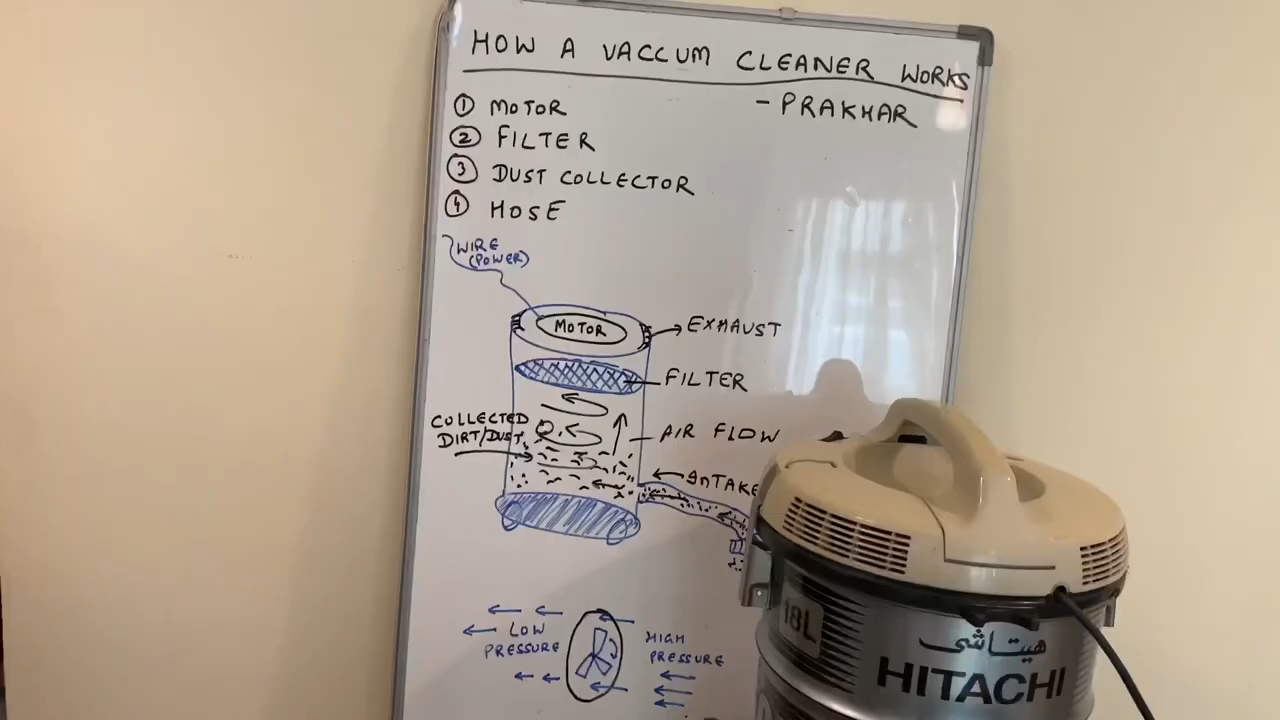 HOW A VACCUM CLEANER WORKS
- PRAKHAR
① MOTOR
② FILTER
③ DUST COLLECTOR
④ HOSE
WIRE
(POWER)
MOTOR
EXHAUST
FILTER
COLLECTED
DIRT/DUST
AIR FLOW
INTAKE
LOW
PRESSURE
HIGH
PRESSURE
18L
هيتاشي
HITACHI